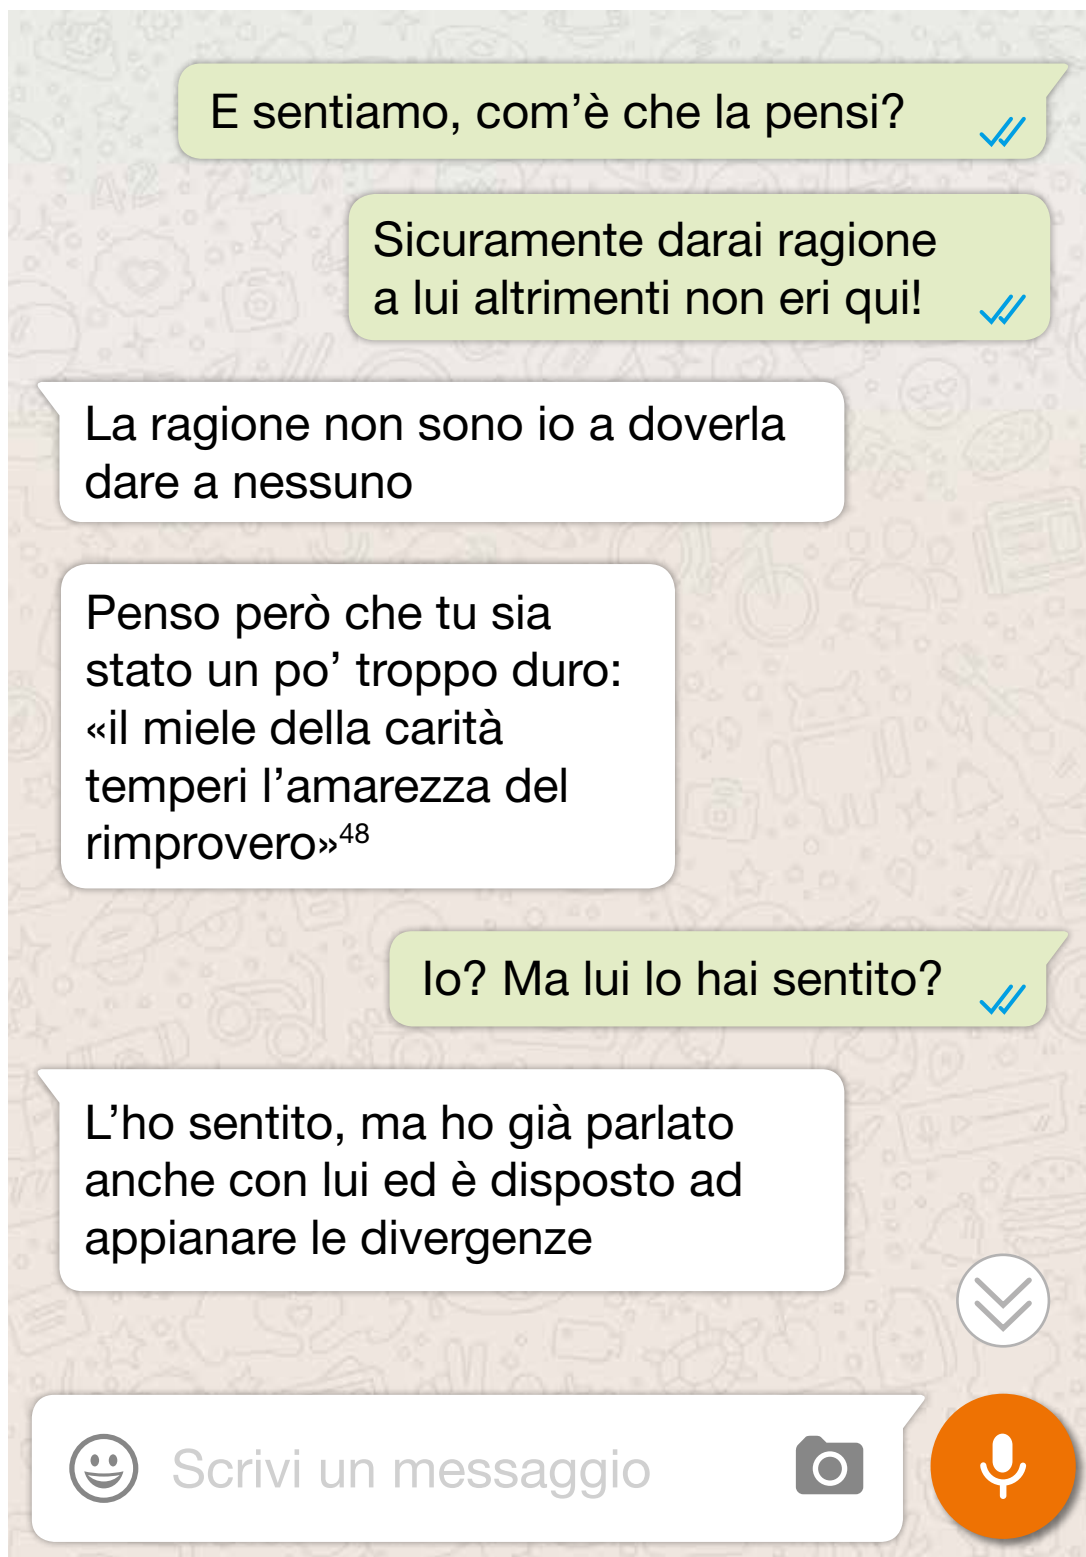 E sentiamo, com’è che la pensi?
Sicuramente darai ragione
a lui altrimenti non eri qui!
La ragione non sono io a doverla
dare a nessuno
Penso però che tu sia
stato un po’ troppo duro:
«il miele della carità
temperi l’amarezza del
rimprovero»⁴⁸
Io? Ma lui lo hai sentito?
L’ho sentito, ma ho già parlato
anche con lui ed è disposto ad
appianare le divergenze
Scrivi un messaggio